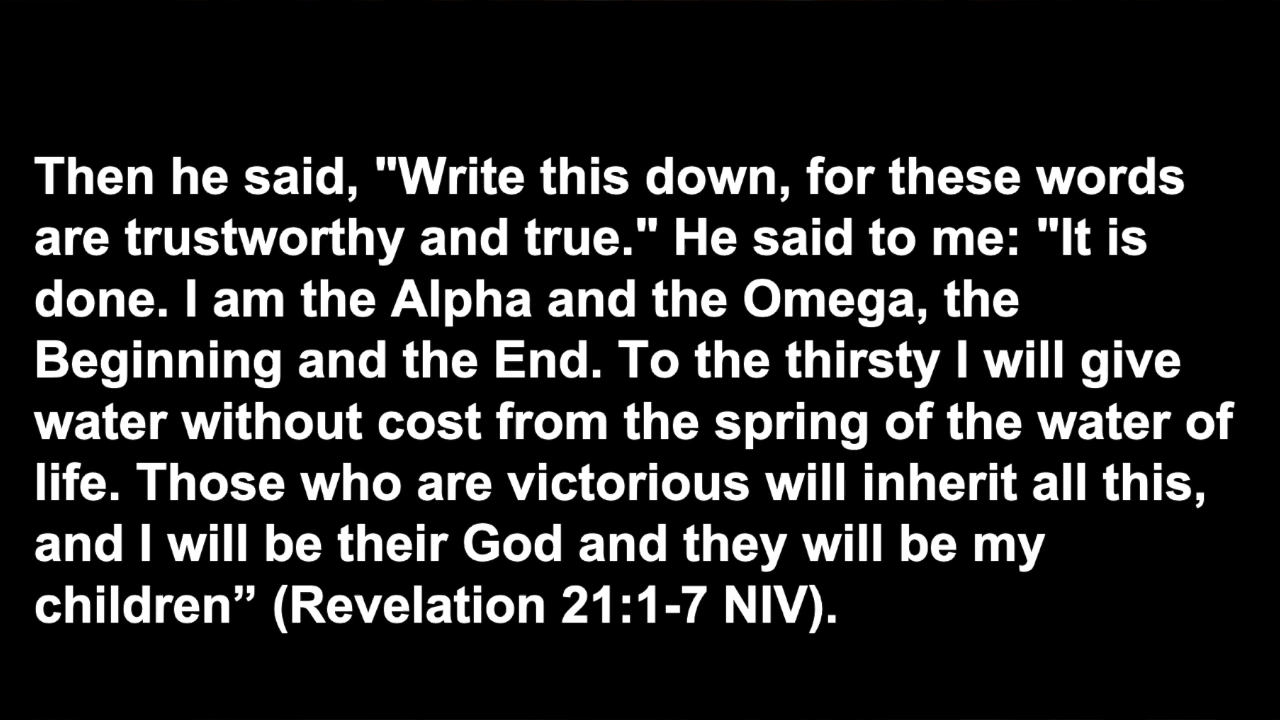 Then he said, "Write this down, for these words
are trustworthy and true." He said to me: "It is
done. I am the Alpha and the Omega, the
Beginning and the End. To the thirsty I will give
water without cost from the spring of the water of
life. Those who are victorious will inherit all this,
and I will be their God and they will be my
children” (Revelation 21:1-7 NIV).